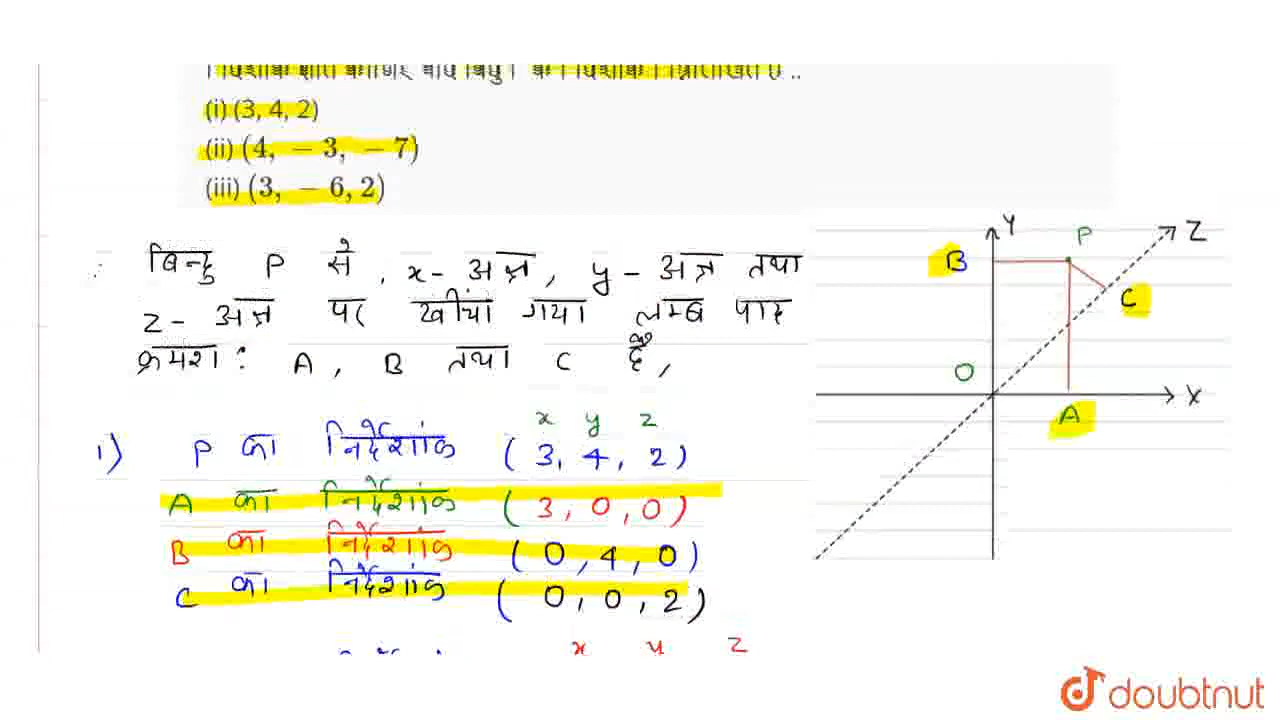 (i) (3, 4, 2)
(ii) (4, − 3, − 7)
(iii) (3, − 6, 2)
बिन्दु P से, x - अक्ष, y - अक्ष तथा
z - अक्ष पर खींचा गया लम्ब पाद
क्रमश: A, B तथा C है,
x y z
1) P का निर्देशांक (3, 4, 2)
A का निर्देशांक (3, 0, 0)
B का निर्देशांक (0, 4, 0)
C का निर्देशांक (0, 0, 2)
x y z
Y
Z
P
B
C
O
X
A
doubtnut